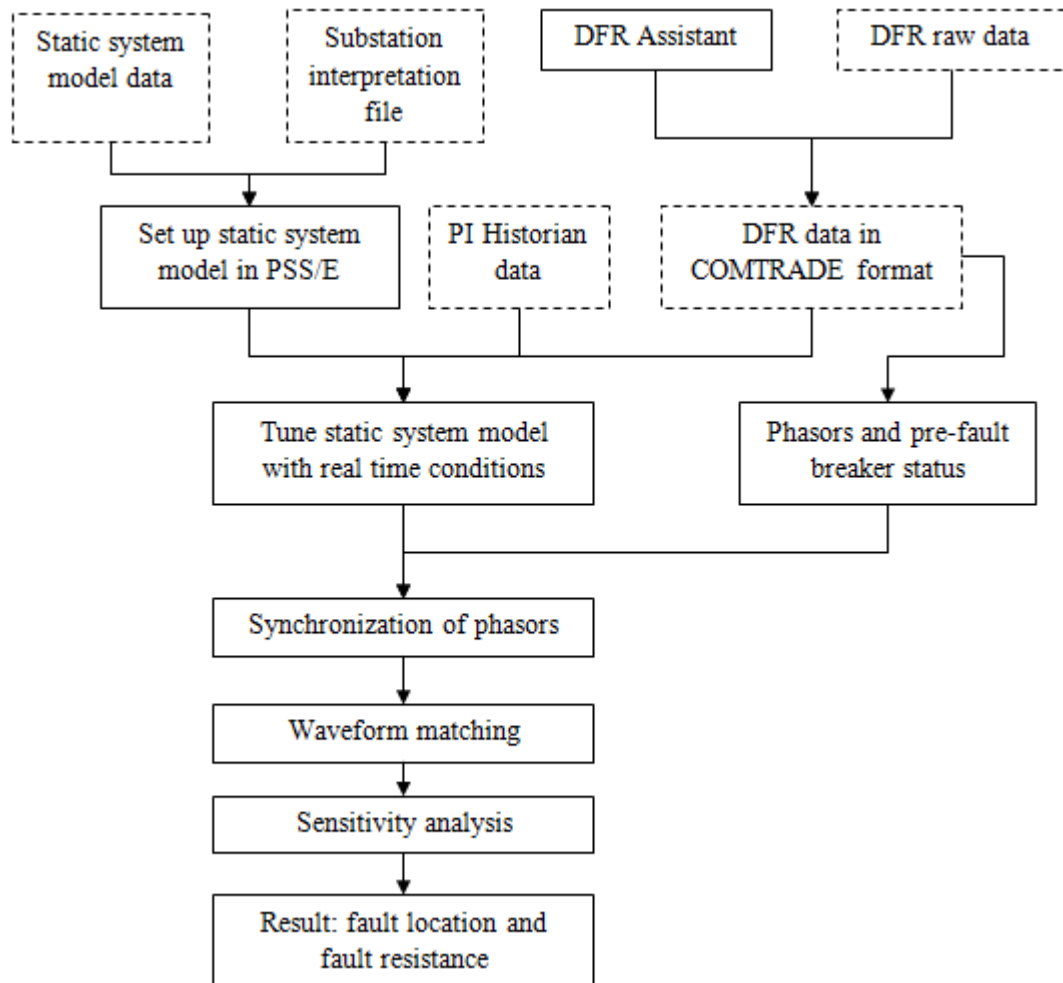 Static system
model data
Substation
interpretation
file
DFR Assistant
DFR raw data
Set up static system
model in PSS/E
PI Historian
data
DFR data in
COMTRADE format
Tune static system model
with real time conditions
Phasors and pre-fault
breaker status
Synchronization of phasors
Waveform matching
Sensitivity analysis
Result: fault location and
fault resistance